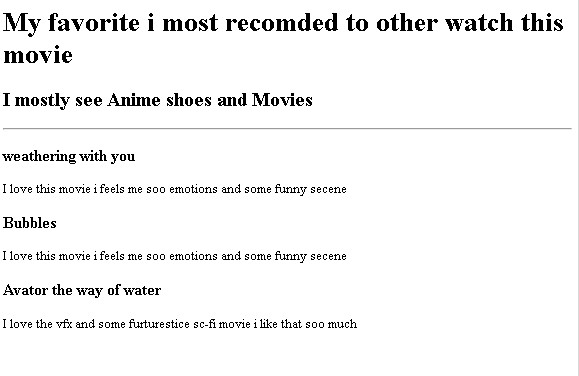 My favorite i most recomded to other watch this
movie
I mostly see Anime shoes and Movies
weathering with you
I love this movie i feels me soo emotions and some funny secene
Bubbles
I love this movie i feels me soo emotions and some funny secene
Avator the way of water
I love the vfx and some furturestice sc-fi movie i like that soo much